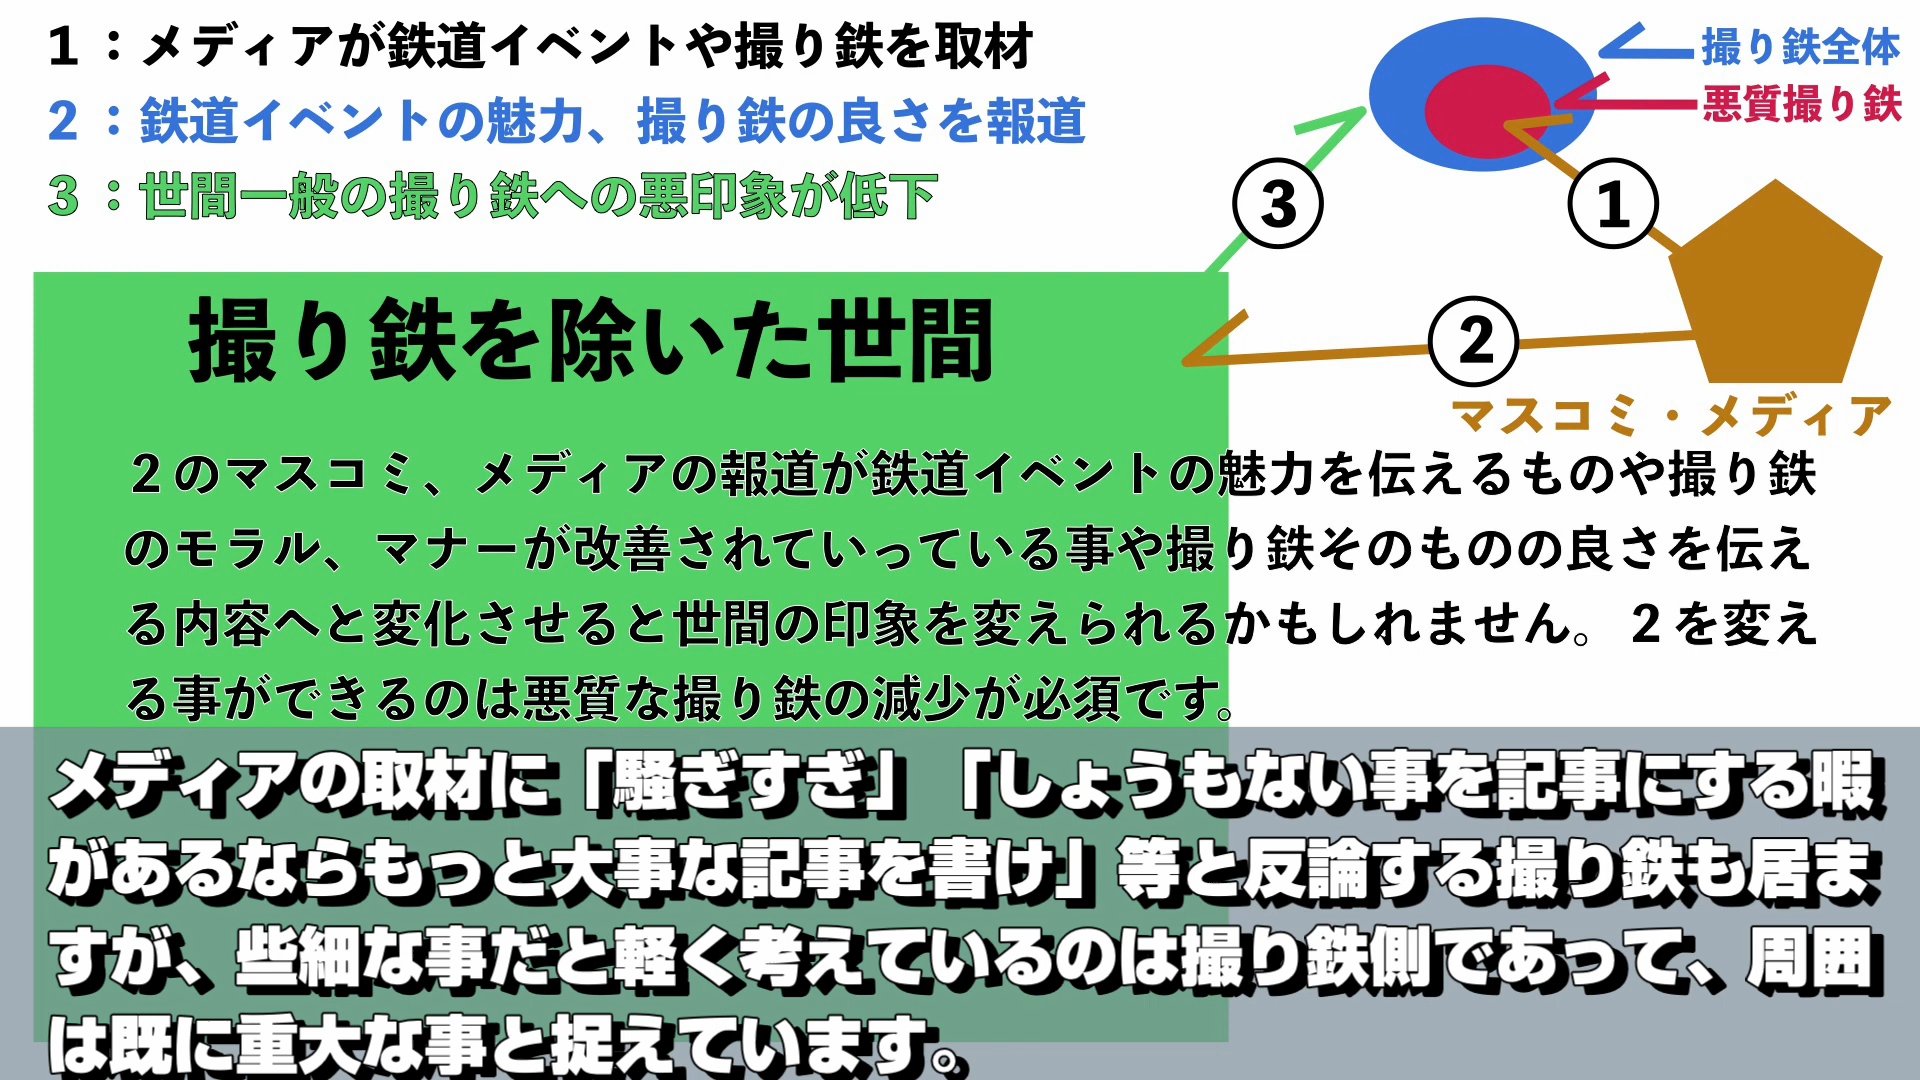 1：メディアが鉄道イベントや撮り鉄を取材
2：鉄道イベントの魅力、撮り鉄の良さを報道
3：世間一般の撮り鉄への悪印象が低下
撮り鉄全体
悪質撮り鉄
3
1
2
マスコミ・メディア
撮り鉄を除いた世間
2のマスコミ、メディアの報道が鉄道イベントの魅力を伝えるものや撮り鉄
のモラル、マナーが改善されていっている事や撮り鉄そのものの良さを伝え
る内容へと変化させると世間の印象を変えられるかもしれません。2を変え
る事ができるのは悪質な撮り鉄の減少が必須です。
メディアの取材に「騒ぎすぎ」「しょうもない事を記事にする暇
があるならもっと大事な記事を書け」等と反論する撮り鉄も居ま
すが、些細な事だと軽く考えているのは撮り鉄側であって、周囲
は既に重大な事と捉えています。